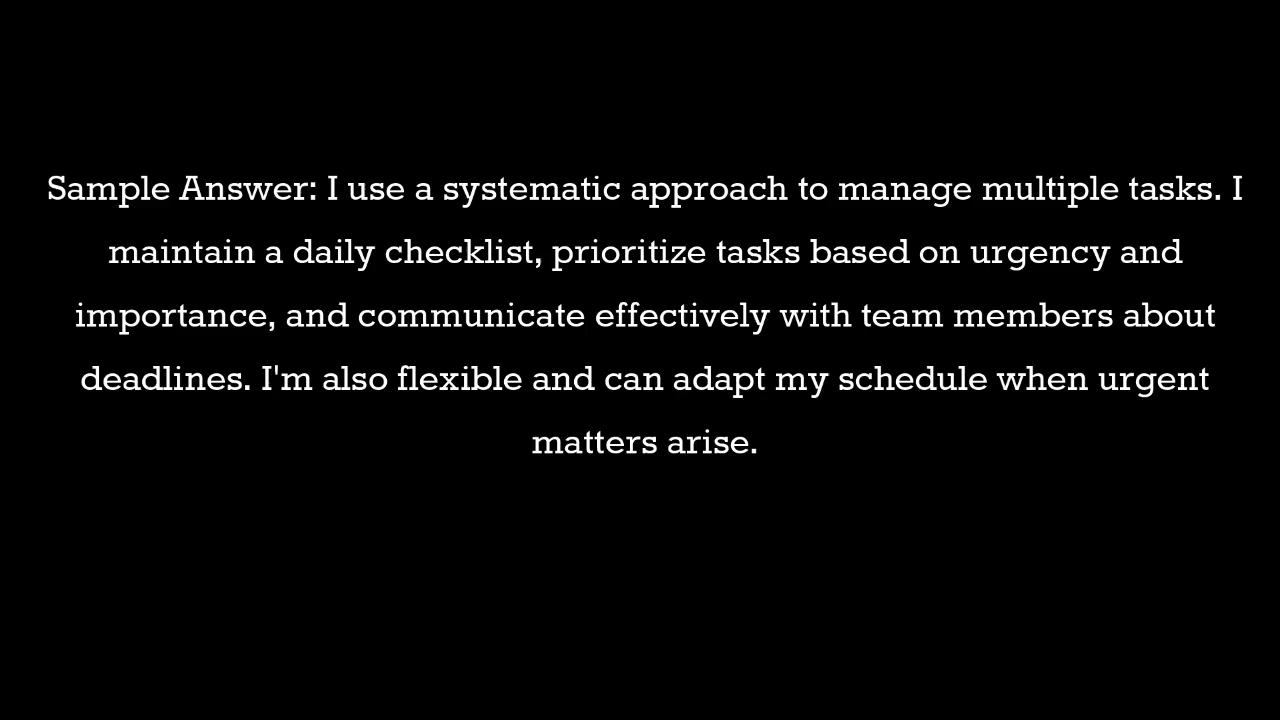 Sample Answer: I use a systematic approach to manage multiple tasks. I
maintain a daily checklist, prioritize tasks based on urgency and
importance, and communicate effectively with team members about
deadlines. I'm also flexible and can adapt my schedule when urgent
matters arise.